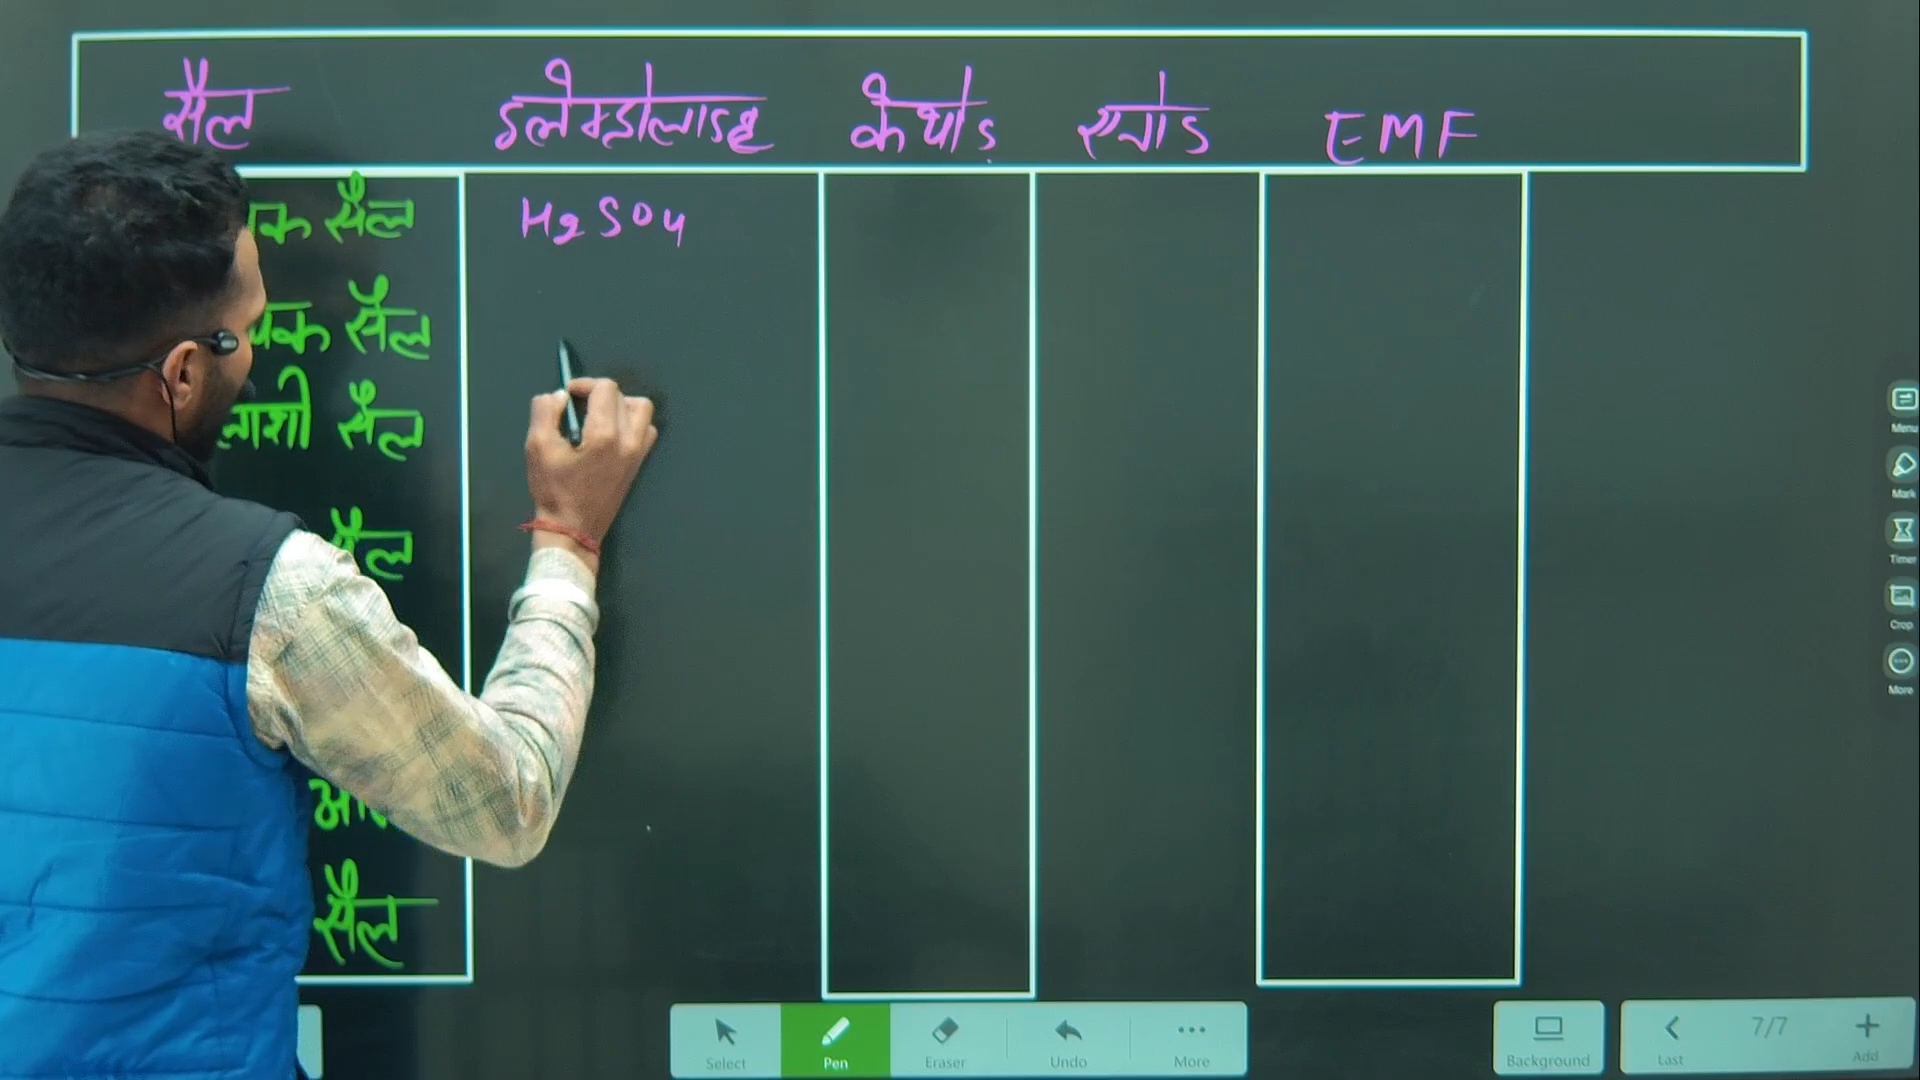 सैल इलेक्ट्रोलाइट कैथोड एनोड EMF
सैल H2SO4
सैल
सैल
सैल
सैल
Menu
Mark
Timer
Crop
More
Select Pen Eraser Undo More Background Last 7/7 Add